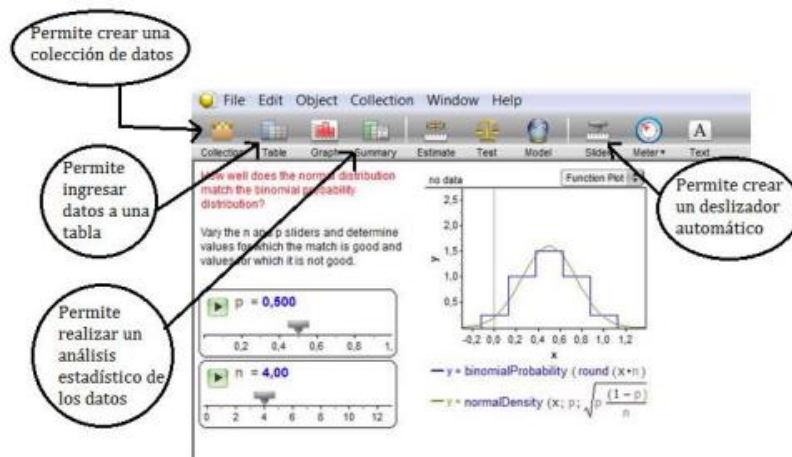 Permite crear una
colección de datos
File Edit Object Collection Window Help
Collection Table Graph Summary Estimate Test Model Slider Meter Text
Permite
ingresar
datos a una
tabla
How well does the normal distribution
match the binomial probability
distribution?
Vary the n and p sliders and determine
values for which the match is good and
values for which it is not good.
no data
Function Plot
2,5
2,0
1,5
1,0
0,5
y
-0,2 0,0 0,2 0,4 0,6 0,8 1,0 1,2
x
Permite crear
un deslizador
automático
p = 0,500
0,2 0,4 0,6 0,8 1,
n = 4,00
0 2 4 6 8 10 12
Permite
realizar un
análisis
estadístico de
los datos
y = binomialProbability (round (x•n)
y = normalDensity (x; p; √p (1 − p) / n